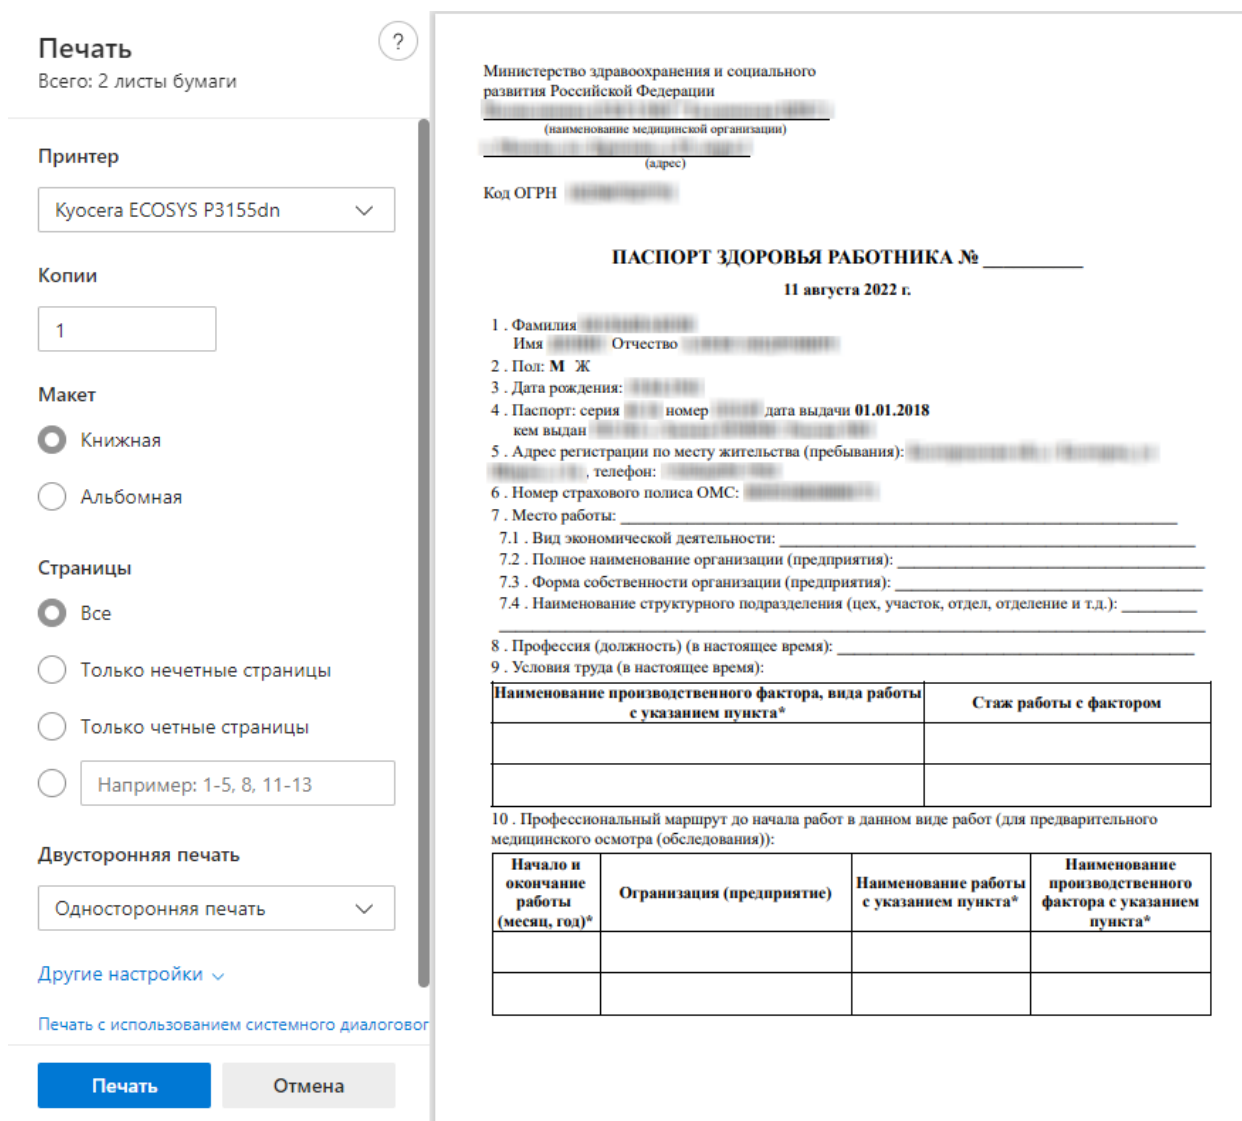 Печать
?
Всего: 2 листы бумаги
Принтер
Kyocera ECOSYS P3155dn
Копии
1
Макет
Книжная
Альбомная
Страницы
Все
Только нечетные страницы
Только четные страницы
Например: 1-5, 8, 11-13
Двусторонняя печать
Односторонняя печать
Другие настройки
Печать с использованием системного диалоговог
Печать
Отмена
Министерство здравоохранения и социального
развития Российской Федерации
(наименование медицинской организации)
(адрес)
Код ОГРН
ПАСПОРТ ЗДОРОВЬЯ РАБОТНИКА № __________
11 августа 2022 г.
1 . Фамилия
Имя Отчество
2 . Пол: М Ж
3 . Дата рождения:
4 . Паспорт: серия номер дата выдачи 01.01.2018
кем выдан
5 . Адрес регистрации по месту жительства (пребывания):
, телефон:
6 . Номер страхового полиса ОМС:
7 . Место работы:
7.1 . Вид экономической деятельности:
7.2 . Полное наименование организации (предприятия):
7.3 . Форма собственности организации (предприятия):
7.4 . Наименование структурного подразделения (цех, участок, отдел, отделение и т.д.):
8 . Профессия (должность) (в настоящее время):
9 . Условия труда (в настоящее время):
Наименование производственного фактора, вида работы
с указанием пункта*
Стаж работы с фактором
10 . Профессиональный маршрут до начала работ в данном виде работ (для предварительного
медицинского осмотра (обследования)):
Начало и
окончание
работы
(месяц, год)*
Огранизация (предприятие)
Наименование работы
с указанием пункта*
Наименование
производственного
фактора с указанием
пункта*